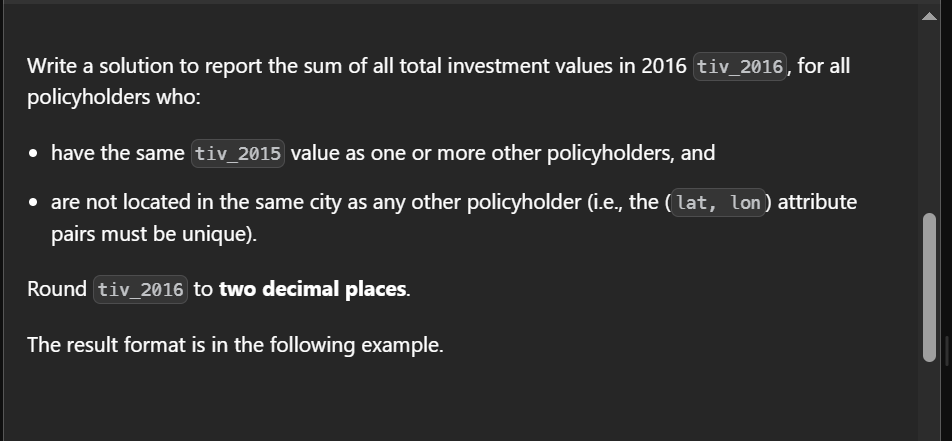 Write a solution to report the sum of all total investment values in 2016 tiv_2016, for all
policyholders who:
• have the same tiv_2015 value as one or more other policyholders, and
• are not located in the same city as any other policyholder (i.e., the (lat, lon) attribute
pairs must be unique).
Round tiv_2016 to two decimal places.
The result format is in the following example.